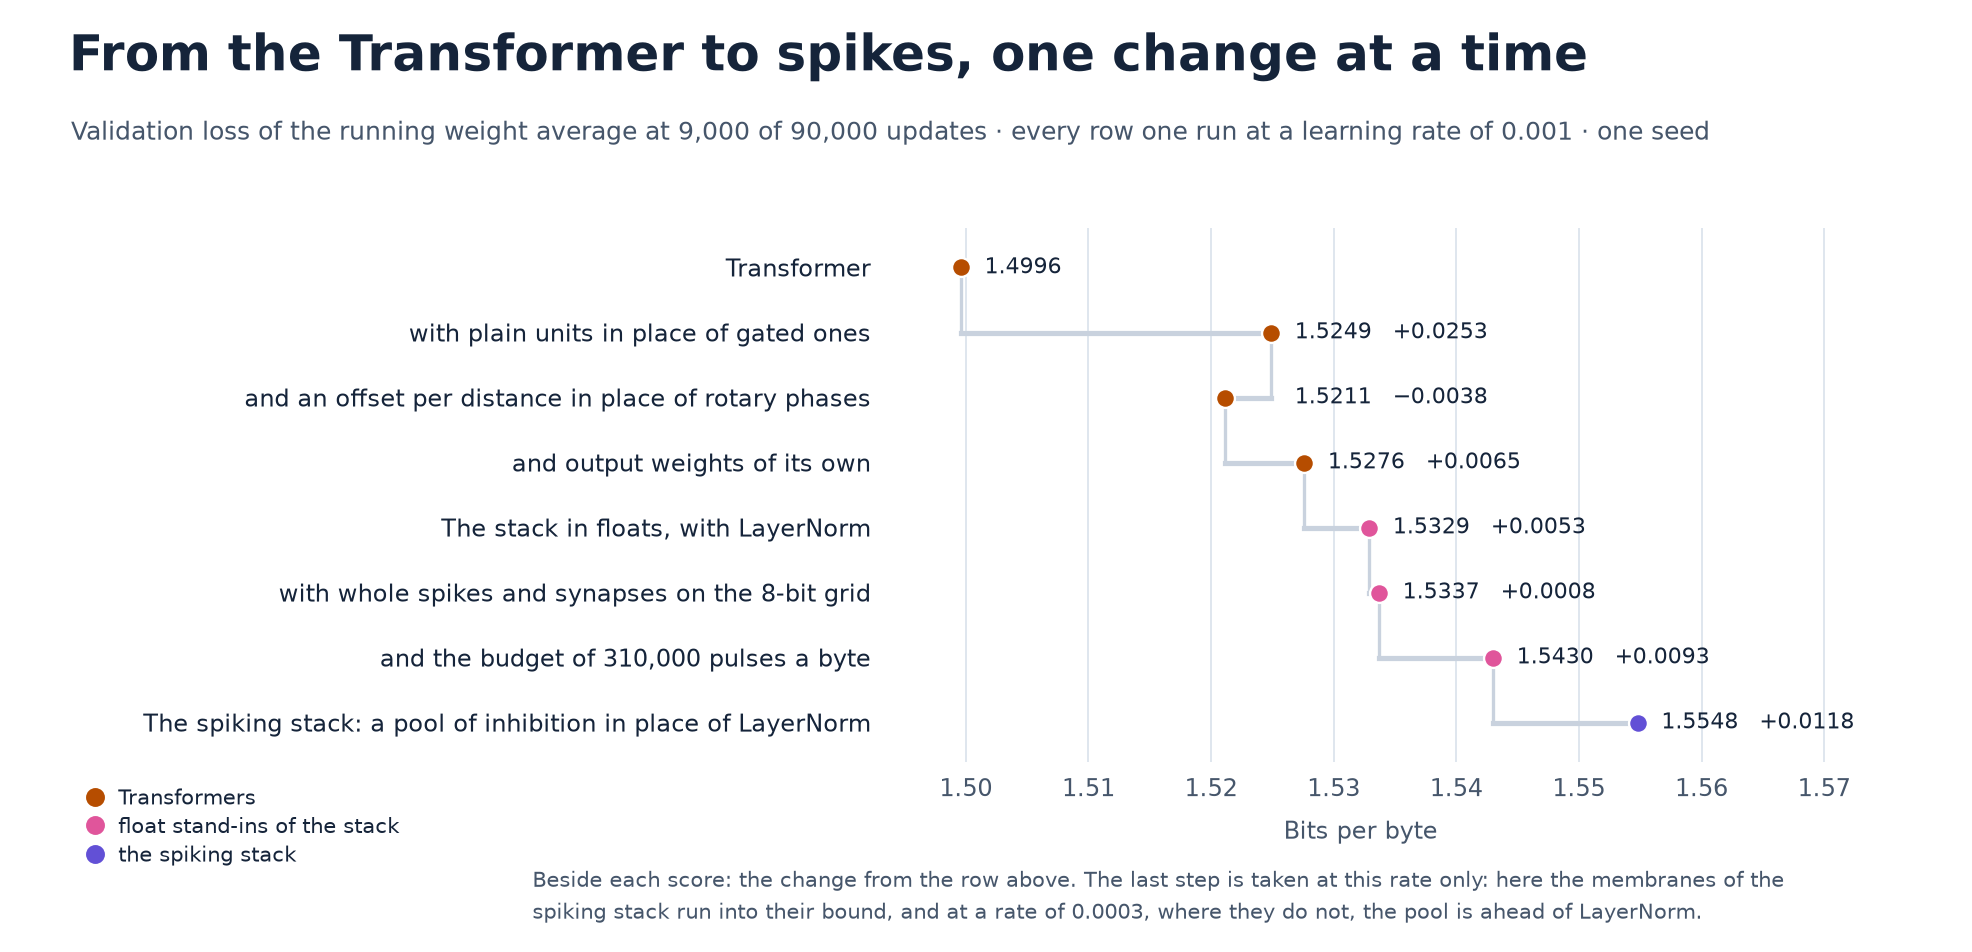 From the Transformer to spikes, one change at a time
Validation loss of the running weight average at 9,000 of 90,000 updates · every row one run at a learning rate of 0.001 · one seed
Transformer 1.4996
with plain units in place of gated ones 1.5249 +0.0253
and an offset per distance in place of rotary phases 1.5211 −0.0038
and output weights of its own 1.5276 +0.0065
The stack in floats, with LayerNorm 1.5329 +0.0053
with whole spikes and synapses on the 8-bit grid 1.5337 +0.0008
and the budget of 310,000 pulses a byte 1.5430 +0.0093
The spiking stack: a pool of inhibition in place of LayerNorm 1.5548 +0.0118
1.50 1.51 1.52 1.53 1.54 1.55 1.56 1.57
Bits per byte
Transformers
float stand-ins of the stack
the spiking stack
Beside each score: the change from the row above. The last step is taken at this rate only: here the membranes of the
spiking stack run into their bound, and at a rate of 0.0003, where they do not, the pool is ahead of LayerNorm.